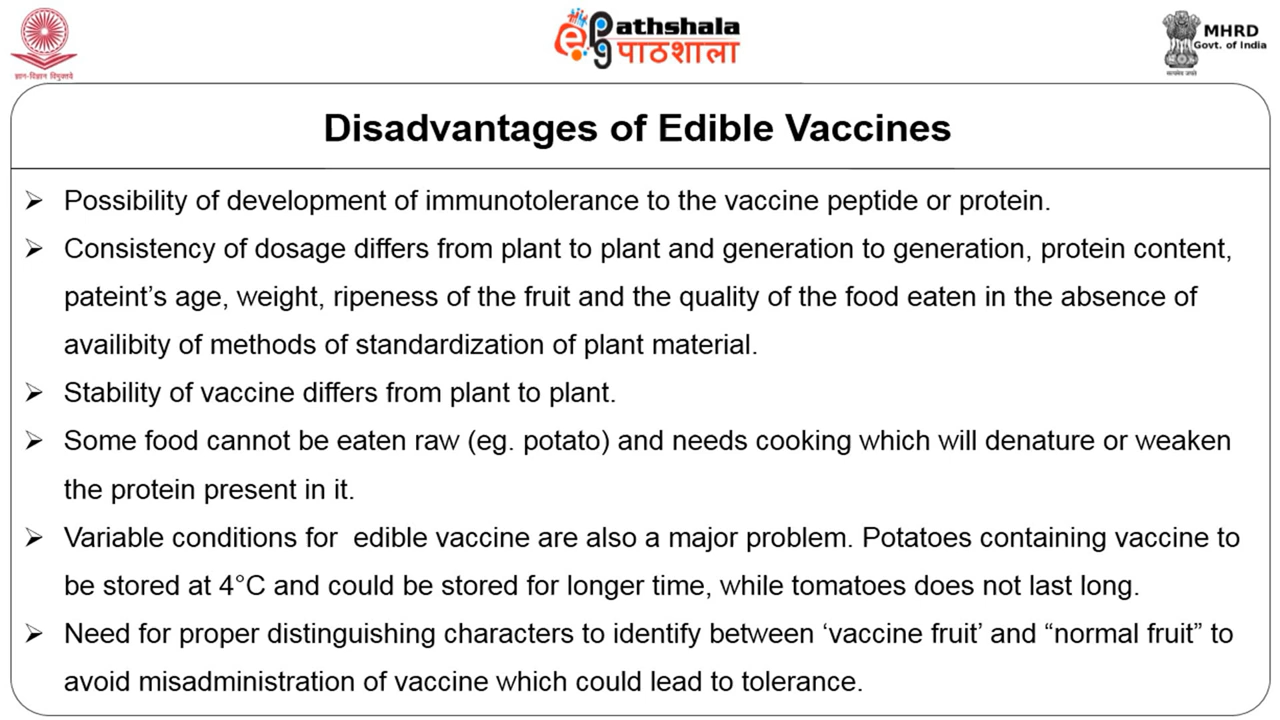 ज्ञान-विज्ञान विमुक्तये
ePathshala
पाठशाला
MHRD
Govt. of India
सत्यमेव जयते
Disadvantages of Edible Vaccines
➢ Possibility of development of immunotolerance to the vaccine peptide or protein.
➢ Consistency of dosage differs from plant to plant and generation to generation, protein content,
pateint’s age, weight, ripeness of the fruit and the quality of the food eaten in the absence of
availibity of methods of standardization of plant material.
➢ Stability of vaccine differs from plant to plant.
➢ Some food cannot be eaten raw (eg. potato) and needs cooking which will denature or weaken
the protein present in it.
➢ Variable conditions for  edible vaccine are also a major problem. Potatoes containing vaccine to
be stored at 4°C and could be stored for longer time, while tomatoes does not last long.
➢ Need for proper distinguishing characters to identify between ‘vaccine fruit’ and “normal fruit” to
avoid misadministration of vaccine which could lead to tolerance.